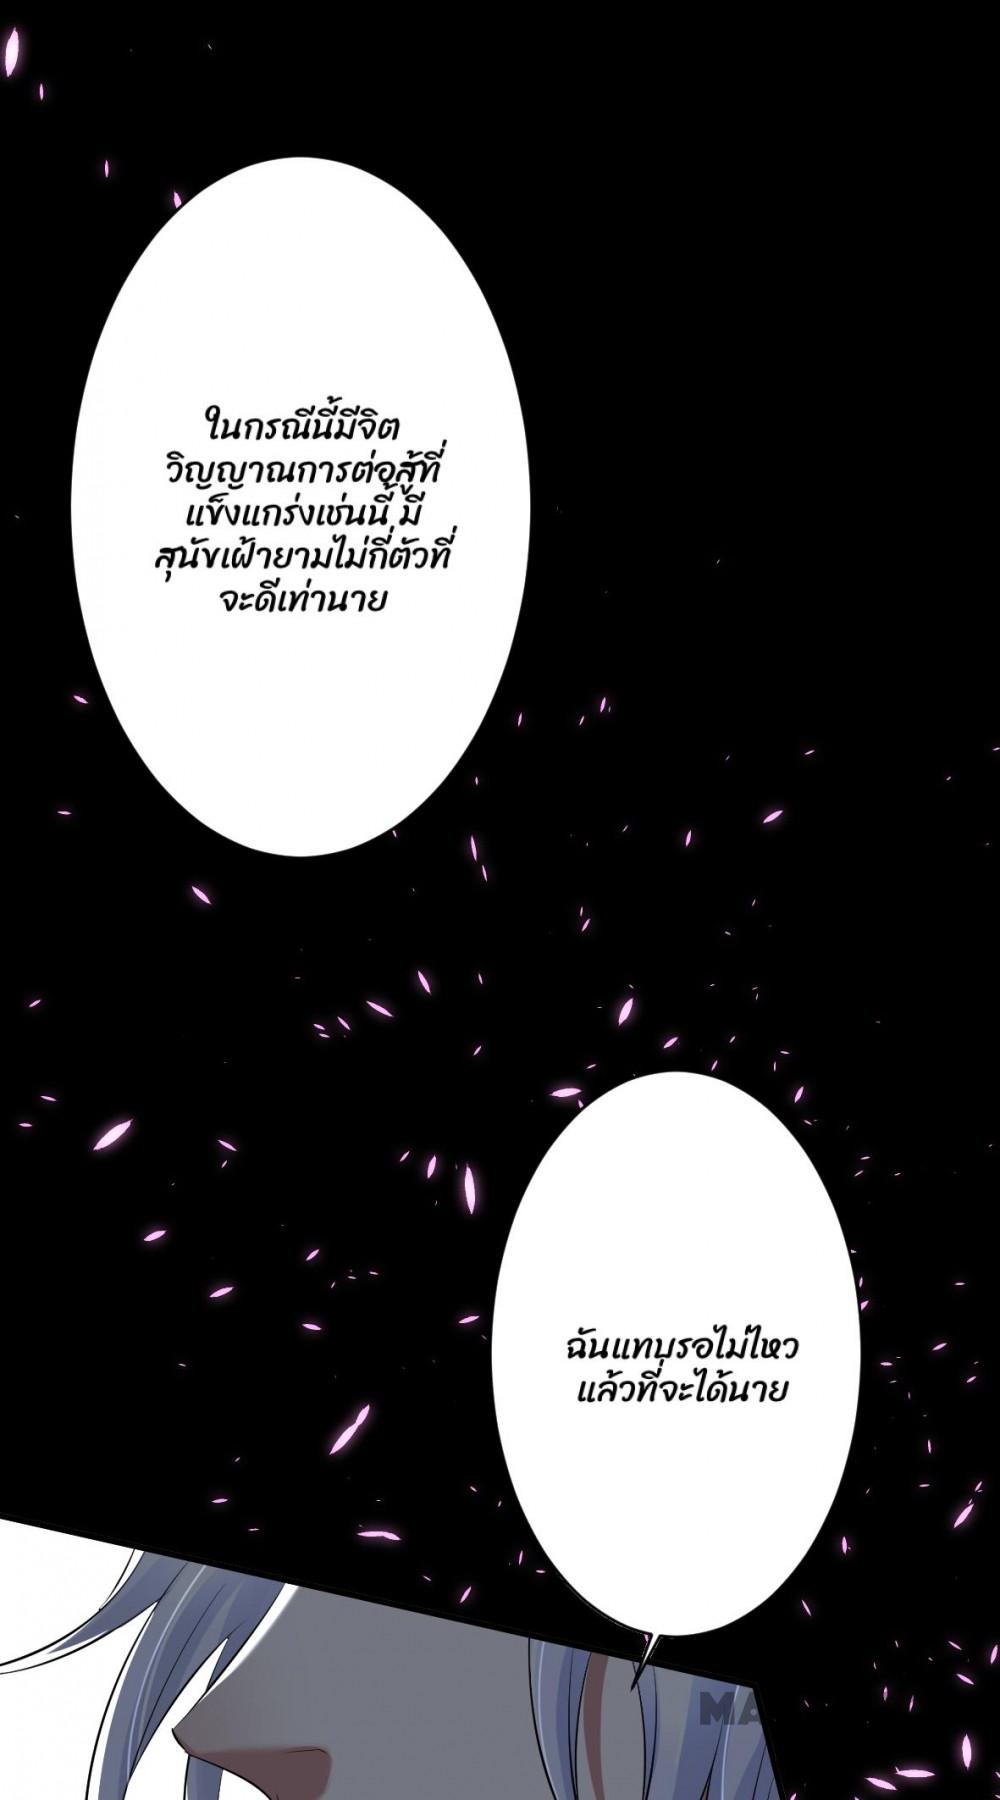 ในกรณีนี้มีจิต
วิญญาณการต่อสู้ที่
แข็งแกร่งเช่นนี้ มี
สุนัขเฝ้ายามไม่กี่ตัวที่
จะดีเท่านาย
ฉันแทบรอไม่ไหว
แล้วที่จะได้นาย